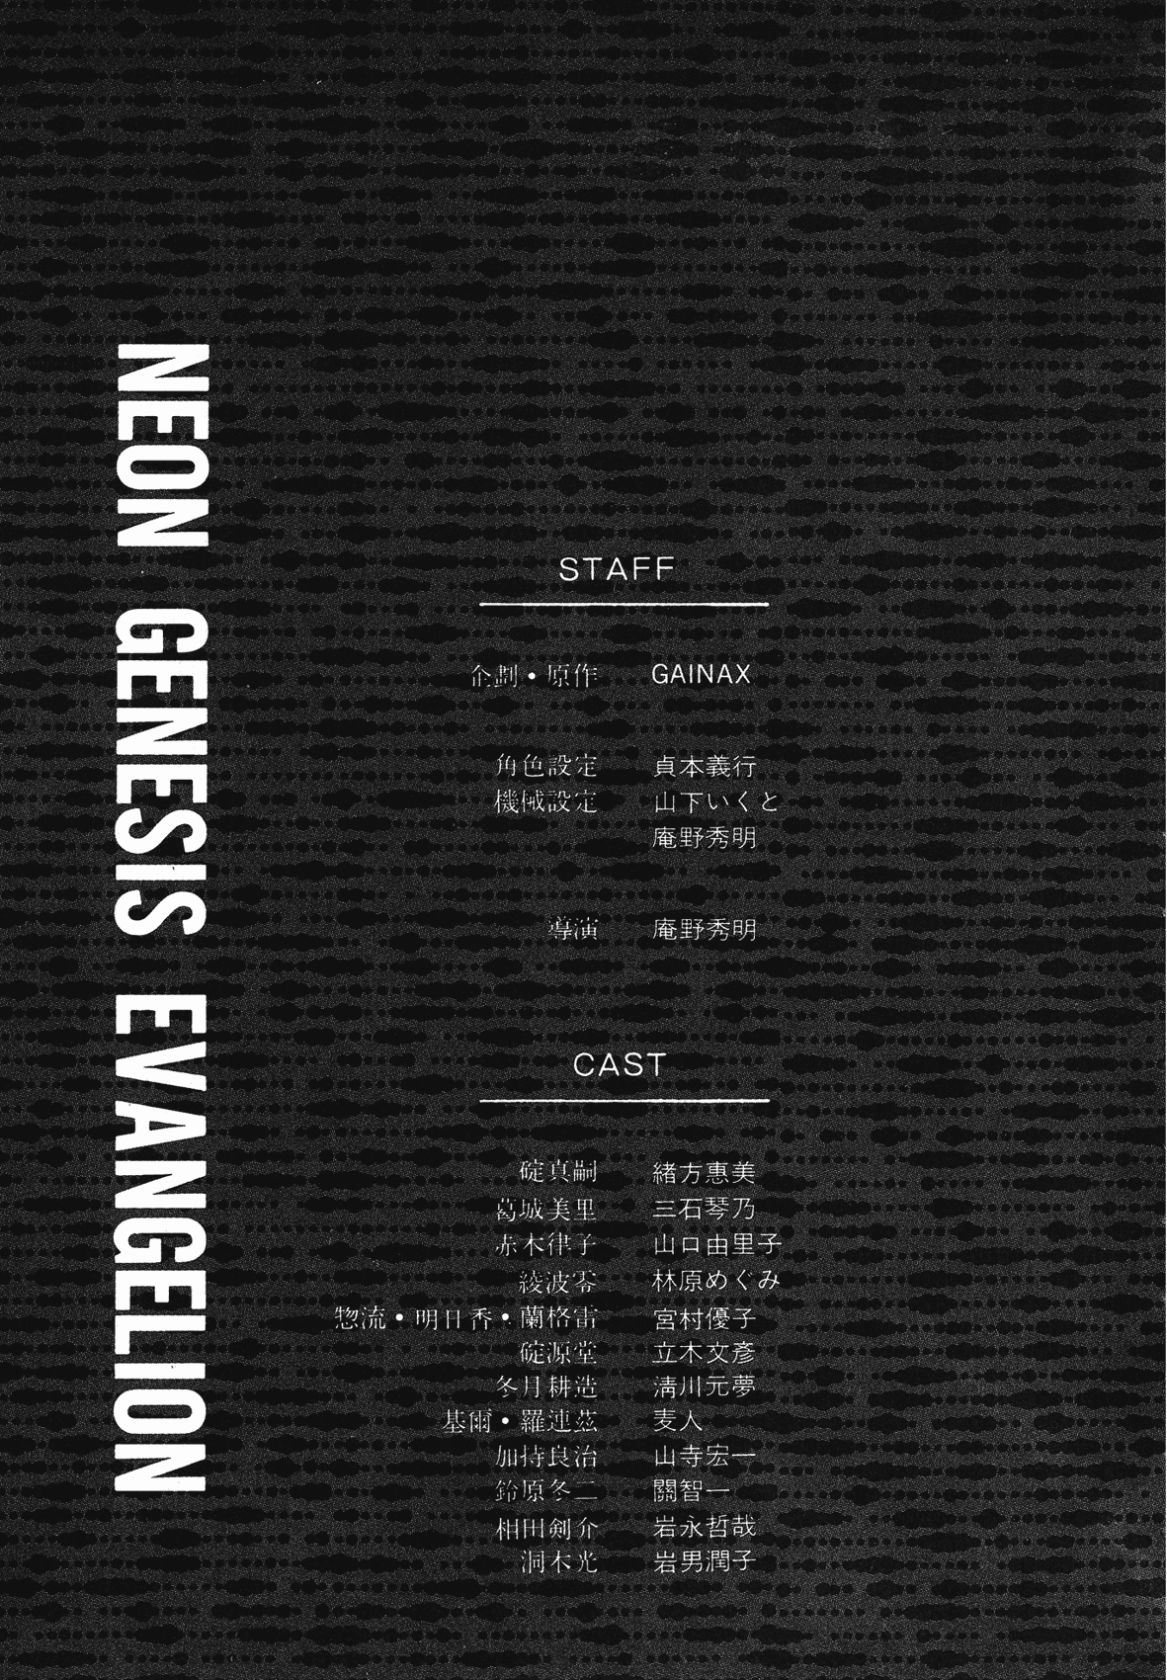 NEON GENESIS EVANGELION
STAFF
企劃・原作 GAINAX
角色設定 貞本義行
機械設定 山下いくと
庵野秀明
導演 庵野秀明
CAST
碇真嗣 緒方惠美
葛城美里 三石琴乃
赤木律子 山口由里子
綾波零 林原めぐみ
惣流・明日香・蘭格雷 宮村優子
碇源堂 立木文彥
冬月耕造 淸川元夢
基爾・羅連茲 麦人
加持良治 山寺宏一
鈴原冬二 關智一
相田劍介 岩永哲哉
洞木光 岩男潤子